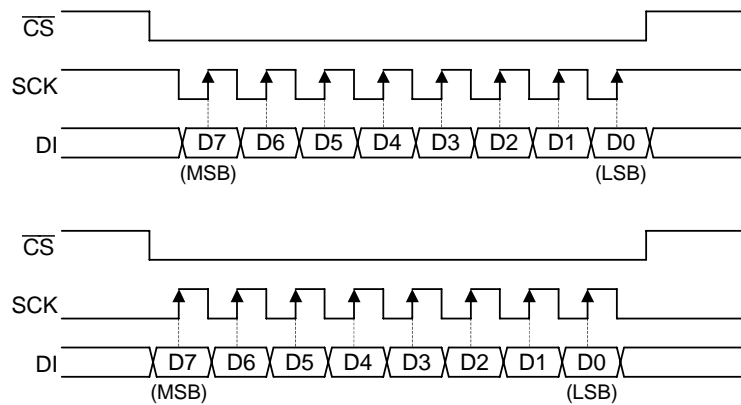 CS
SCK
DI D7 D6 D5 D4 D3 D2 D1 D0
(MSB) (LSB)
CS
SCK
DI D7 D6 D5 D4 D3 D2 D1 D0
(MSB) (LSB)